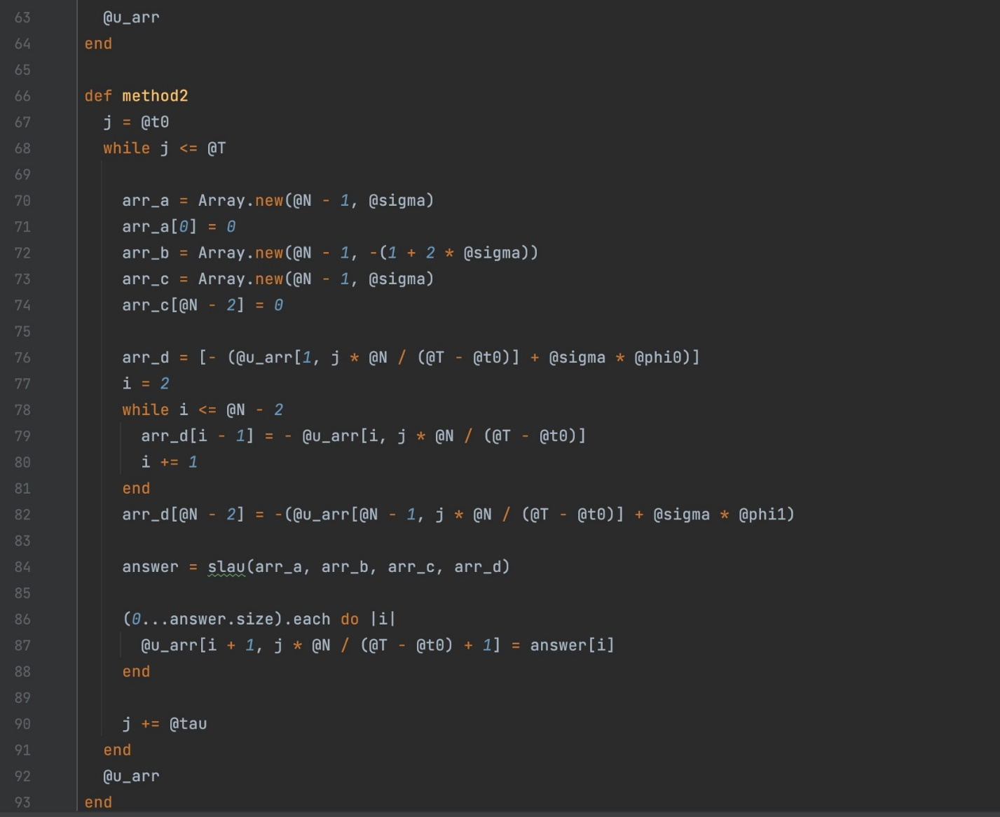 63 @u_arr
64 end
65
66 def method2
67 j = @t0
68 while j <= @T
69
70 arr_a = Array.new(@N - 1, @sigma)
71 arr_a[0] = 0
72 arr_b = Array.new(@N - 1, -(1 + 2 * @sigma))
73 arr_c = Array.new(@N - 1, @sigma)
74 arr_c[@N - 2] = 0
75
76 arr_d = [- (@u_arr[1, j * @N / (@T - @t0)] + @sigma * @phi0)]
77 i = 2
78 while i <= @N - 2
79 arr_d[i - 1] = - @u_arr[i, j * @N / (@T - @t0)]
80 i += 1
81 end
82 arr_d[@N - 2] = -(@u_arr[@N - 1, j * @N / (@T - @t0)] + @sigma * @phi1)
83
84 answer = slau(arr_a, arr_b, arr_c, arr_d)
85
86 (0...answer.size).each do |i|
87 @u_arr[i + 1, j * @N / (@T - @t0) + 1] = answer[i]
88 end
89
90 j += @tau
91 end
92 @u_arr
93 end